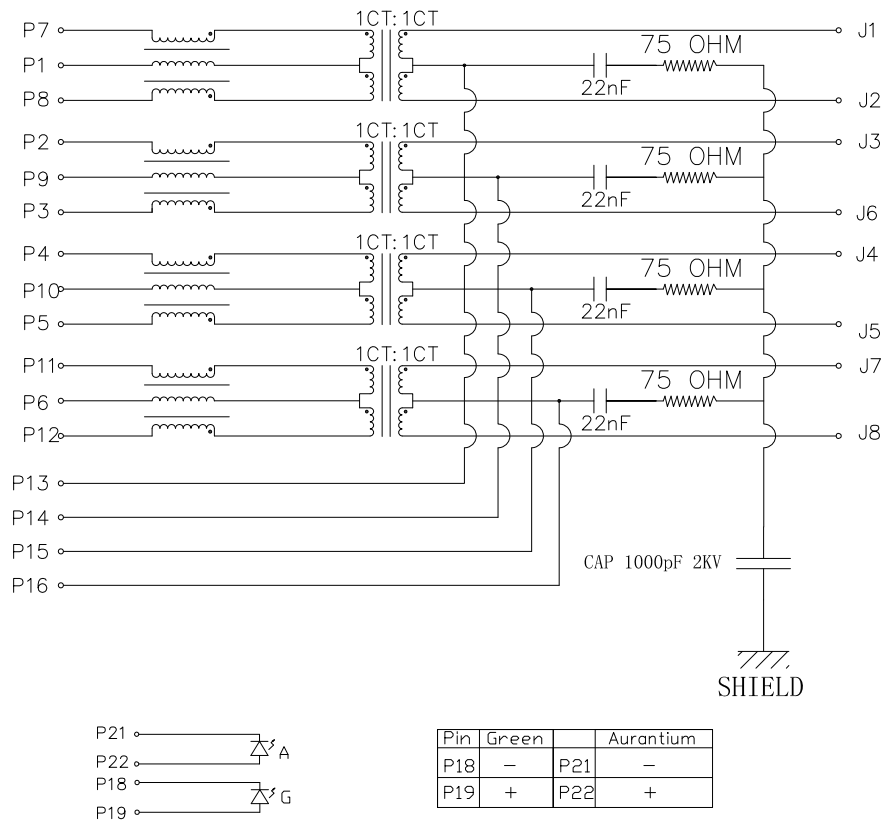 1CT:1CT
P7
J1
75 OHM
P1
22nF
P8
J2
1CT:1CT
P2
J3
75 OHM
P9
22nF
P3
J6
1CT:1CT
P4
J4
75 OHM
P10
22nF
P5
J5
1CT:1CT
P11
J7
75 OHM
P6
22nF
P12
J8
P13
P14
P15
CAP 1000pF 2KV
P16
SHIELD
P21
A
P22
P18
G
P19
Pin Green Aurantium
P18 - P21 -
P19 + P22 +